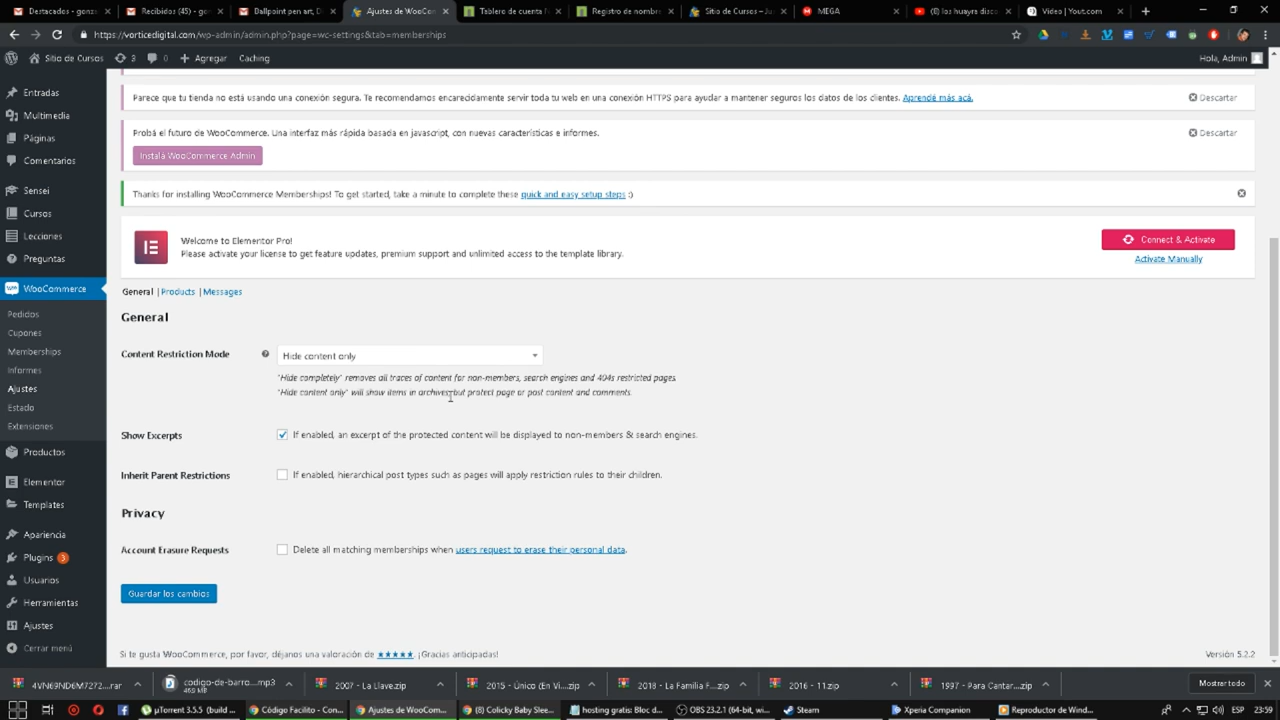 Destacados - gonz
Recibidos (45) - gon
Ballpoint pen art, D
Ajustes de WooCom
Tablero de cuenta
Registro de nombre
Sitio de Cursos – Jus
MEGA
(8) los huayra disco
Video | Yout.com
https://vorticedigital.com/wp-admin/admin.php?page=wc-settings&tab=memberships
Sitio de Cursos
3
0
Agregar
Caching
Hola, Admin
Entradas
Multimedia
Páginas
Comentarios
Sensei
Cursos
Lecciones
Preguntas
WooCommerce
Pedidos
Cupones
Memberships
Informes
Ajustes
Estado
Extensiones
Productos
Elementor
Templates
Apariencia
Plugins 3
Usuarios
Herramientas
Ajustes
Cerrar menú
Parece que tu tienda no está usando una conexión segura. Te recomendamos encarecidamente servir toda tu web en una conexión HTTPS para ayudar a mantener seguros los datos de los clientes. Aprendé más acá.
Descartar
Probá el futuro de WooCommerce. Una interfaz más rápida basada en javascript, con nuevas características e informes.
Descartar
Instalá WooCommerce Admin
Thanks for installing WooCommerce Memberships! To get started, take a minute to complete these quick and easy setup steps :)
Welcome to Elementor Pro!
Please activate your license to get feature updates, premium support and unlimited access to the template library.
Connect & Activate
Activate Manually
General | Products | Messages
General
Content Restriction Mode
Hide content only
"Hide completely" removes all traces of content for non-members, search engines and 404s restricted pages.
"Hide content only" will show items in archives but protect page or post content and comments.
Show Excerpts
If enabled, an excerpt of the protected content will be displayed to non-members & search engines.
Inherit Parent Restrictions
If enabled, hierarchical post types such as pages will apply restriction rules to their children.
Privacy
Account Erasure Requests
Delete all matching memberships when users request to erase their personal data.
Guardar los cambios
Si te gusta WooCommerce, por favor, déjanos una valoración de ★★★★★. ¡Gracias anticipadas!
Versión 5.2.2
4VN69ND6M7272....rar
codigo-de-barro....mp3
2007 - La Llave.zip
2015 - Único (En Vi....zip
2018 - La Familia F....zip
2016 - 11.zip
1997 - Para Cantar....zip
Mostrar todo
µTorrent 3.5.5 (build ...
Código Facilito - Con...
Ajustes de WooCom...
(8) Colicky Baby Slee...
hosting gratis: Bloc d...
OBS 23.2.1 (64-bit, w...
Steam
Xperia Companion
Reproductor de Wind...
ESP
23:59